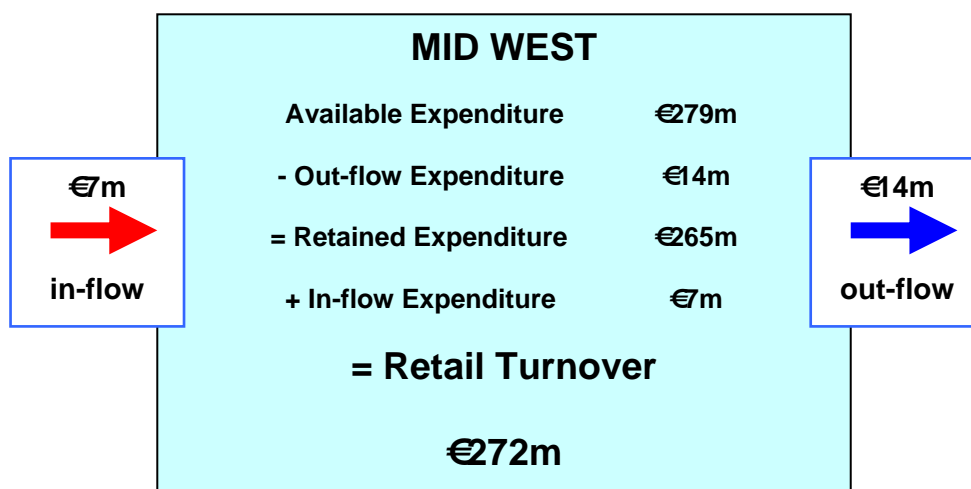 MID WEST
Available Expenditure €279m
- Out-flow Expenditure €14m
= Retained Expenditure €265m
+ In-flow Expenditure €7m
= Retail Turnover
€272m
€7m
in-flow
€14m
out-flow